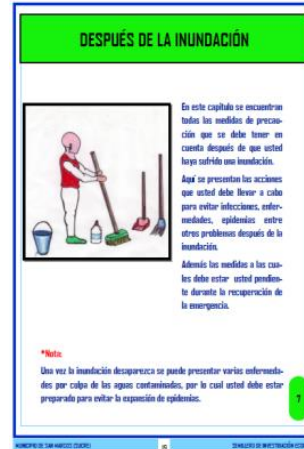 DESPUÉS DE LA INUNDACIÓN
En este capítulo se encuentran
todas las medidas de precau-
ción que se debe tener en
cuenta después de que usted
haya sufrido una inundación.
Aquí se presentan las acciones
que usted debe llevar a cabo
para evitar infecciones, enfer-
medades, epidemias entre
otros problemas después de la
inundación.
Además las medidas a las cua-
les debe estar usted pendien-
te durante la recuperación de
la emergencia.
*Nota:
Una vez la inundación desaparezca se puede presentar varias enfermeda-
des por culpa de las aguas contaminadas, por lo cual usted debe estar
preparado para evitar la expansión de epidemias.
7
MUNICIPIO DE SAN MARCOS (SUCRE)
SEMILLERO DE INVESTIGACIÓN